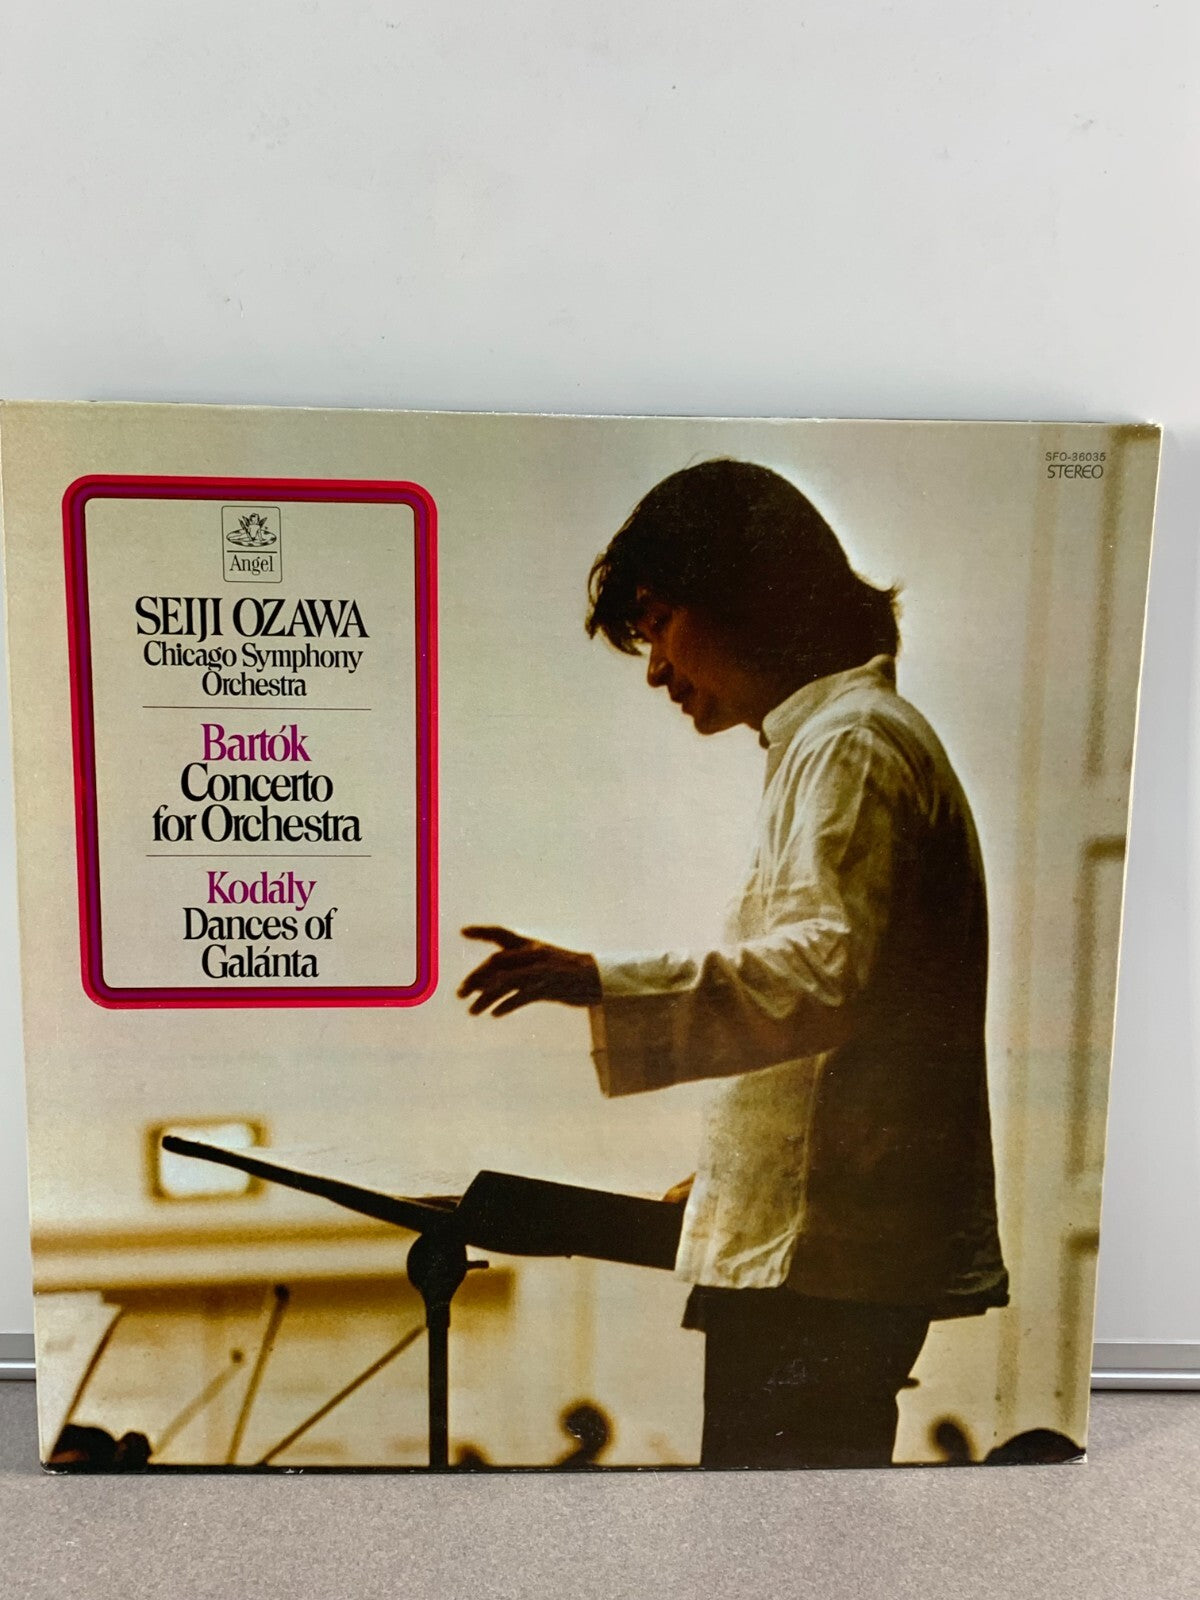 SFO-36035
STEREO
Angel
SEIJI OZAWA
Chicago Symphony
Orchestra
Bartók
Concerto
for Orchestra
Kodály
Dances of
Galánta